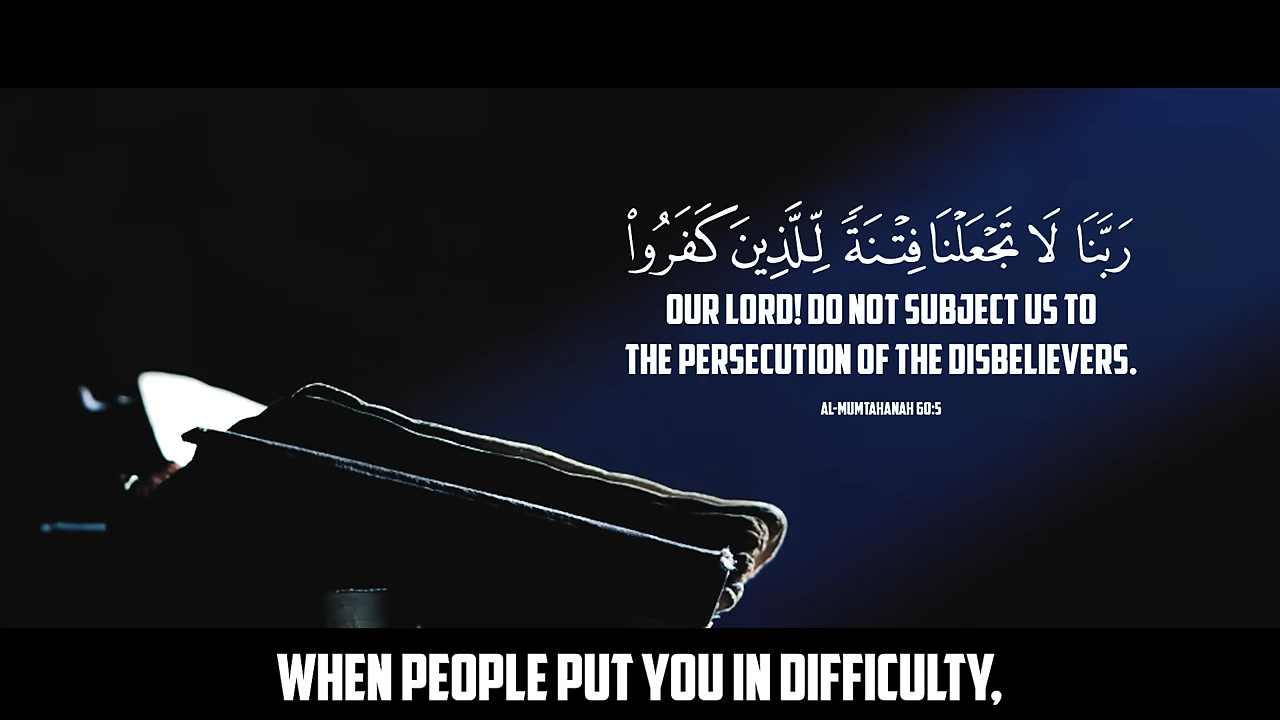 رَبَّنَا لَا تَجْعَلْنَا فِتْنَةً لِّلَّذِينَ كَفَرُوا۟
OUR LORD! DO NOT SUBJECT US TO
THE PERSECUTION OF THE DISBELIEVERS.
AL-MUMTAHANAH 60:5
WHEN PEOPLE PUT YOU IN DIFFICULTY,